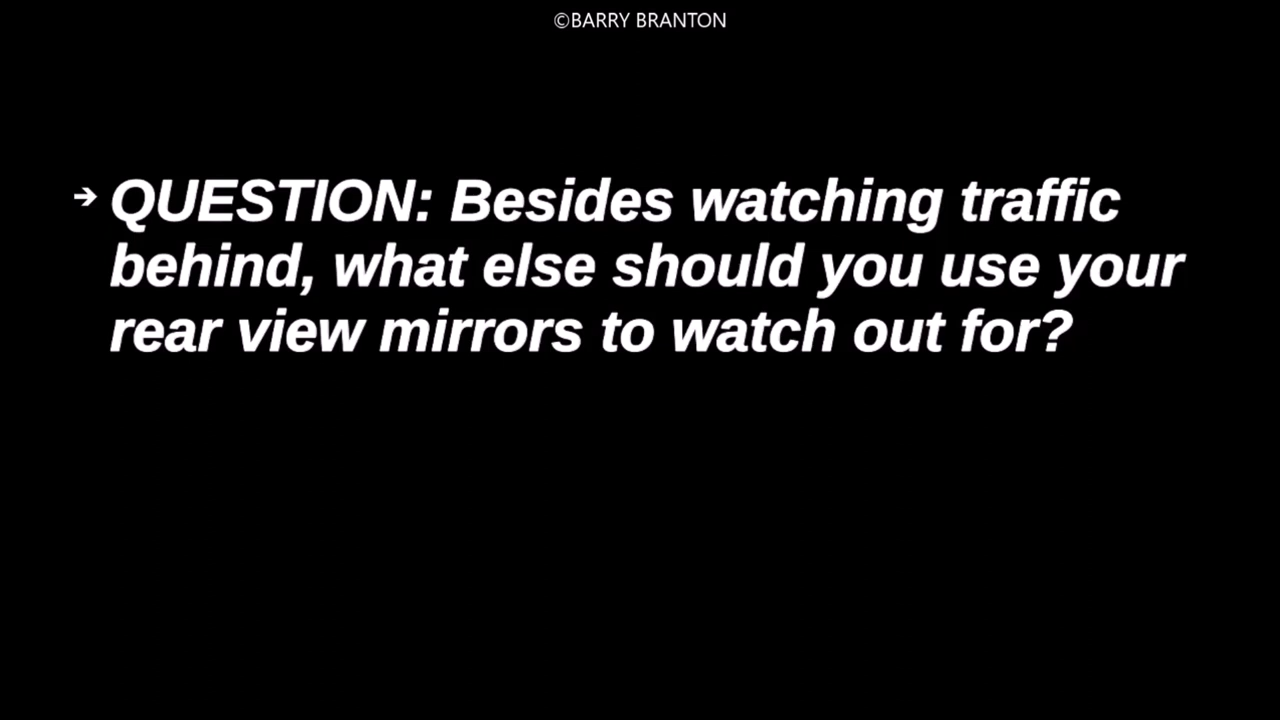 ©BARRY BRANTON
➔ QUESTION: Besides watching traffic
behind, what else should you use your
rear view mirrors to watch out for?